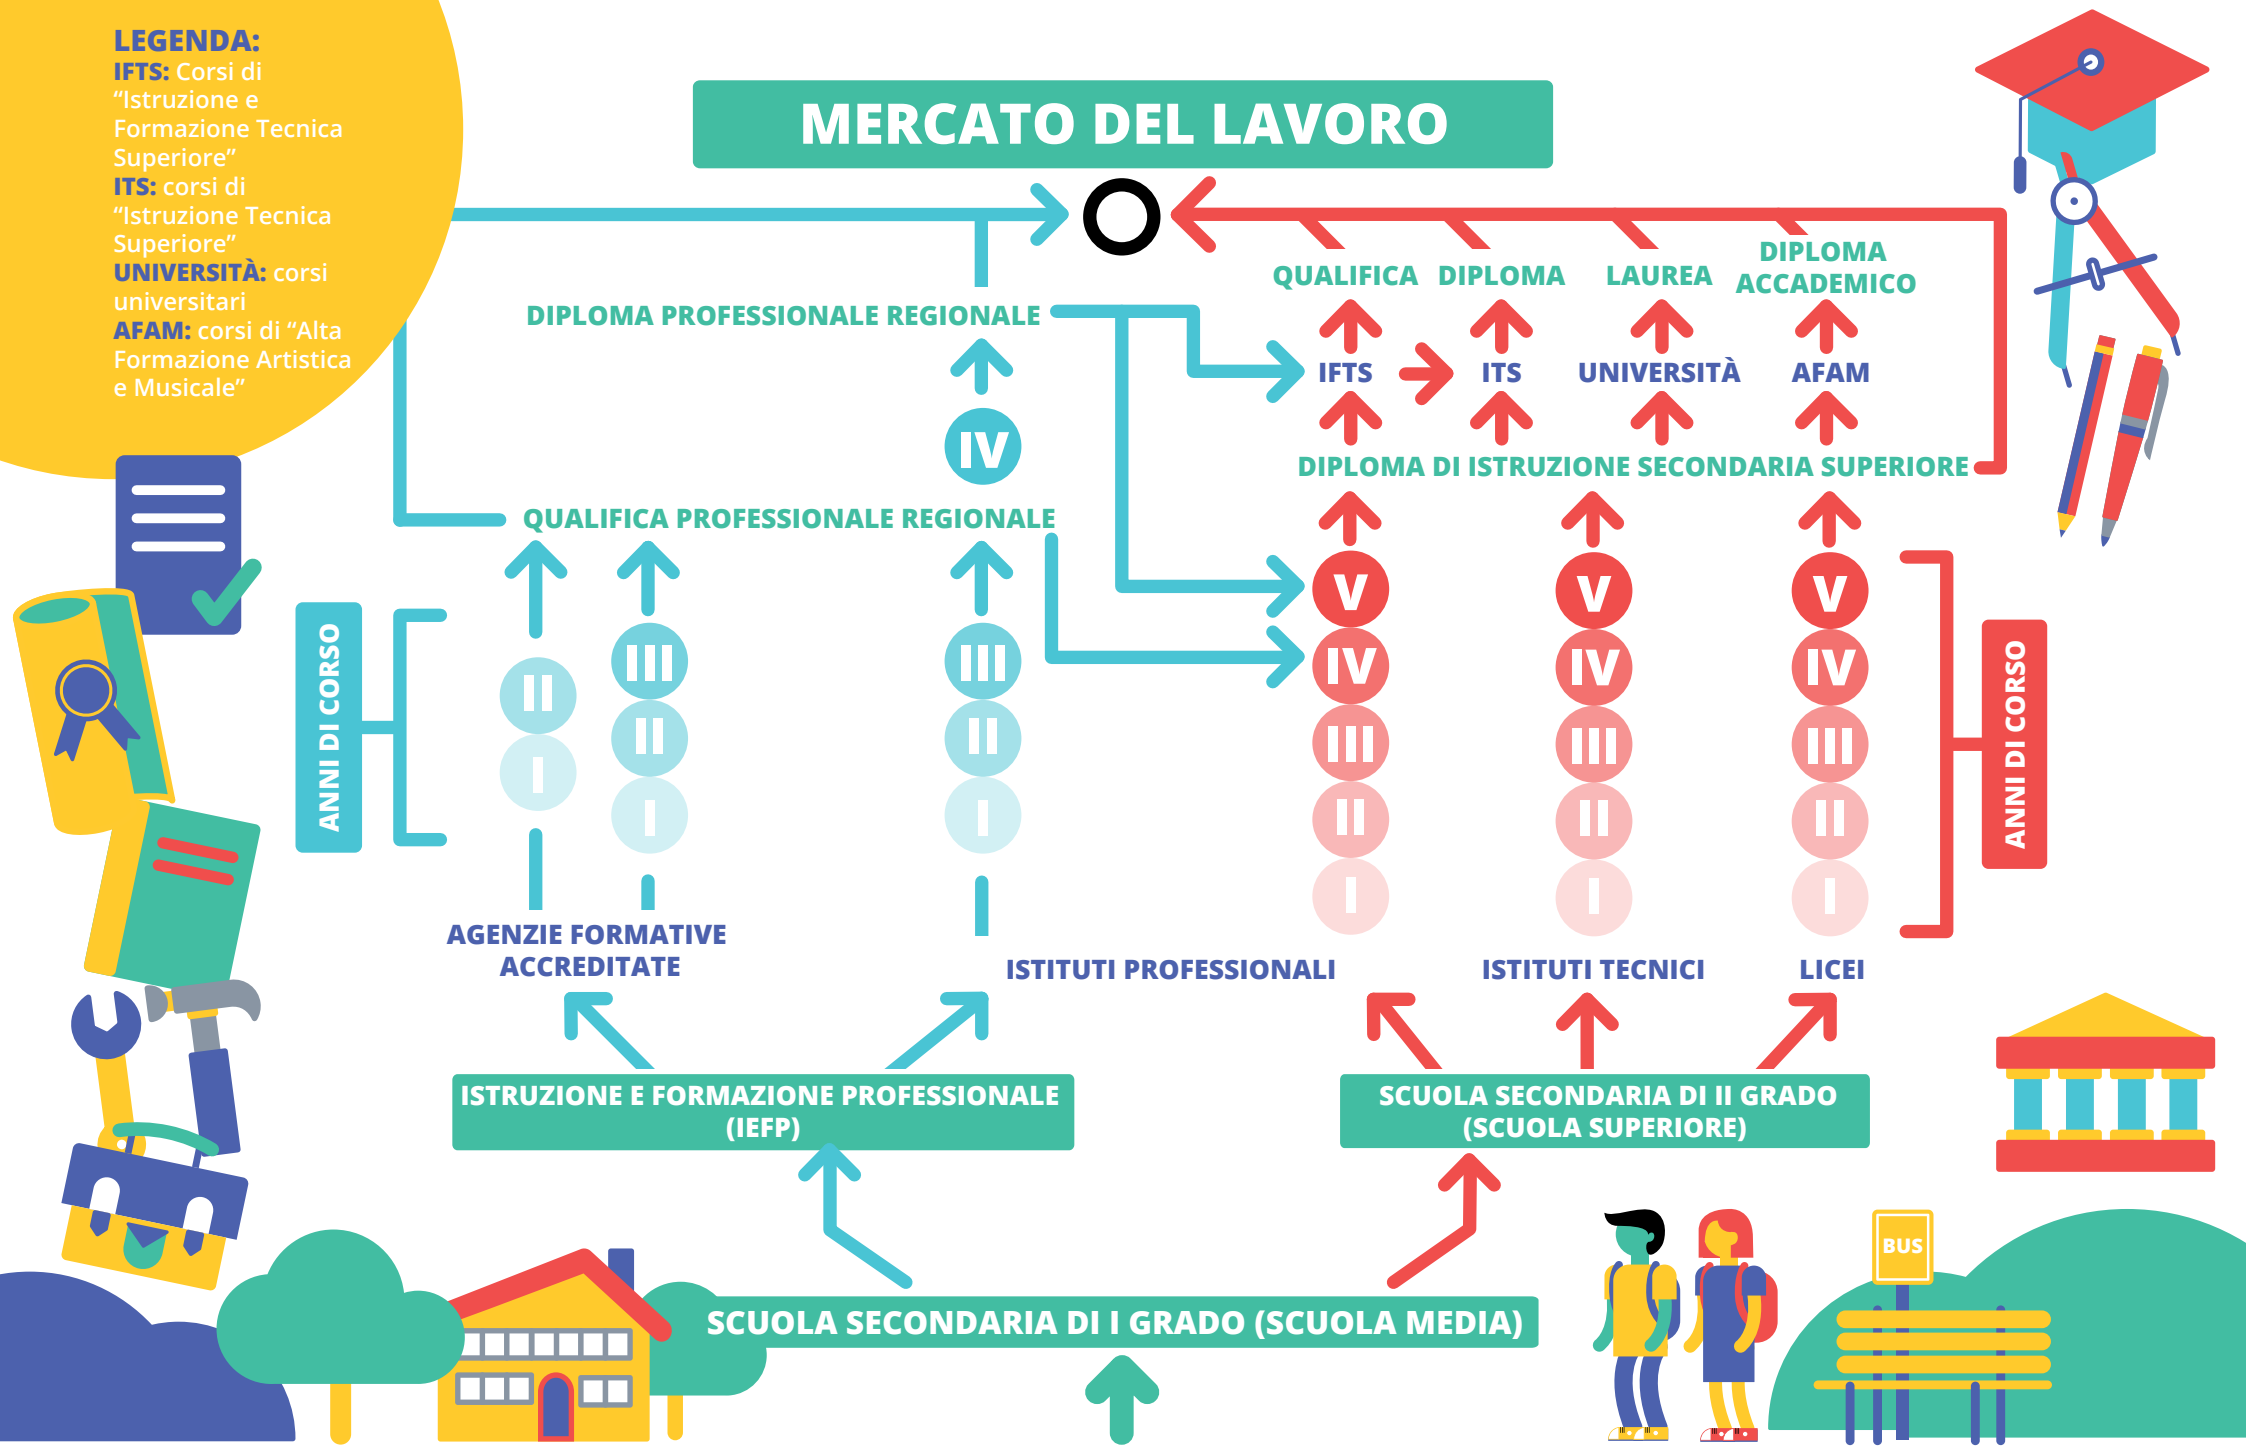 LEGENDA:
IFTS: Corsi di
“Istruzione e
Formazione Tecnica
Superiore”
ITS: corsi di
“Istruzione Tecnica
Superiore”
UNIVERSITÀ: corsi
universitari
AFAM: corsi di “Alta
Formazione Artistica
e Musicale”
MERCATO DEL LAVORO
QUALIFICA
DIPLOMA
LAUREA
DIPLOMA
ACCADEMICO
DIPLOMA PROFESSIONALE REGIONALE
IFTS
ITS
UNIVERSITÀ
AFAM
IV
DIPLOMA DI ISTRUZIONE SECONDARIA SUPERIORE
QUALIFICA PROFESSIONALE REGIONALE
ANNI DI CORSO
II
I
III
II
I
III
II
I
V
IV
III
II
I
V
IV
III
II
I
V
IV
III
II
I
ANNI DI CORSO
AGENZIE FORMATIVE
ACCREDITATE
ISTITUTI PROFESSIONALI
ISTITUTI TECNICI
LICEI
ISTRUZIONE E FORMAZIONE PROFESSIONALE
(IEFP)
SCUOLA SECONDARIA DI II GRADO
(SCUOLA SUPERIORE)
BUS
SCUOLA SECONDARIA DI I GRADO (SCUOLA MEDIA)